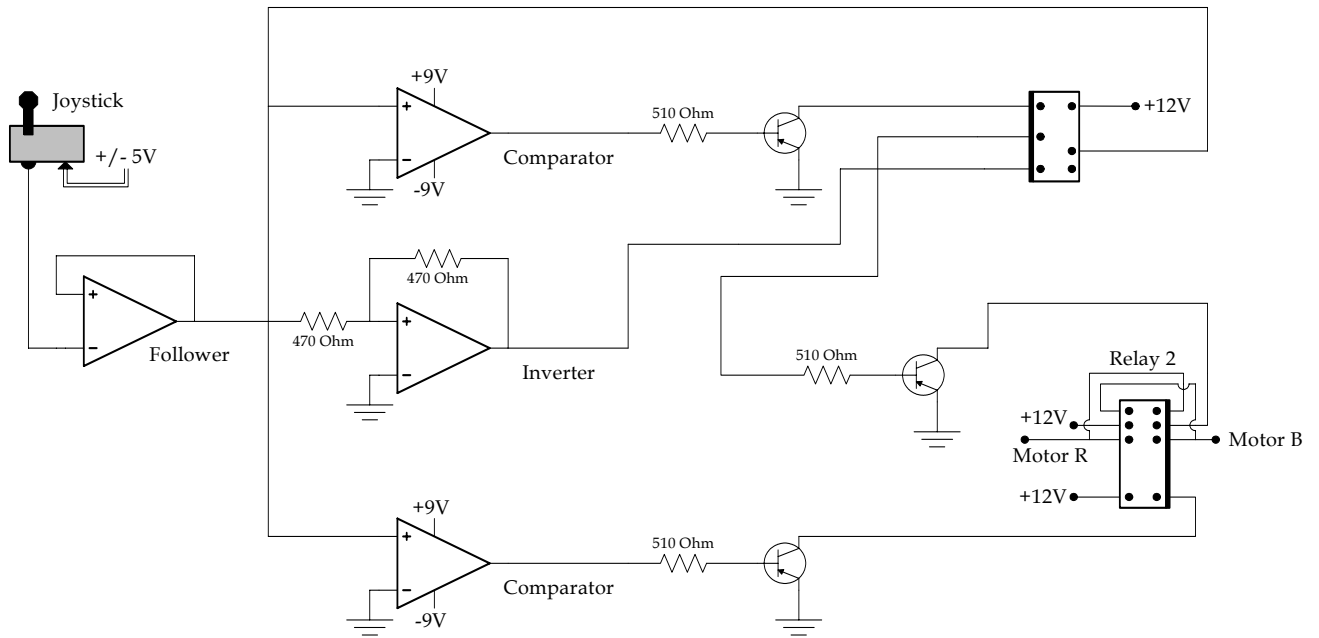 +9V
Joystick
510 Ohm
+
+12V
+/- 5V
Comparator
-
-9V
470 Ohm
+
470 Ohm
+
-
Follower
Inverter
-
510 Ohm
Relay 2
+12V
Motor B
Motor R
+12V
+9V
510 Ohm
+
Comparator
-
-9V